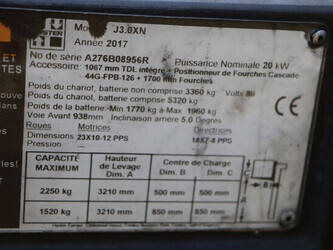 HYSTER
J3.0XN
Année 2017
No de série A276B08956R Puissance Nominale 20 kW
Accessoire: 1067 mm TDL intégré + Positionneur de Fourches Cascade
44G-FPB-126 + 1700 mm Fourches
Poids du chariot, batterie non comprise 3360 kg Volts 80
Poids du chariot, batterie comprise 5320 kg
Poids de la batterie -Min 1770 kg Max 1960 kg
Voie Avant 938mm Inclinaison arrière 5.0 Degrés
Roues Motrices Directrices
Dimensions 23X10-12 PPS 18X7-8 PPS
CAPACITÉ MAXIMUM
Hauteur de Levage Dim. A
Centre de Charge
Dim. B Dim. C
2250 kg 3210 mm 500 mm 500 mm
1520 kg 3210 mm 850 mm 850 mm
A
B
C